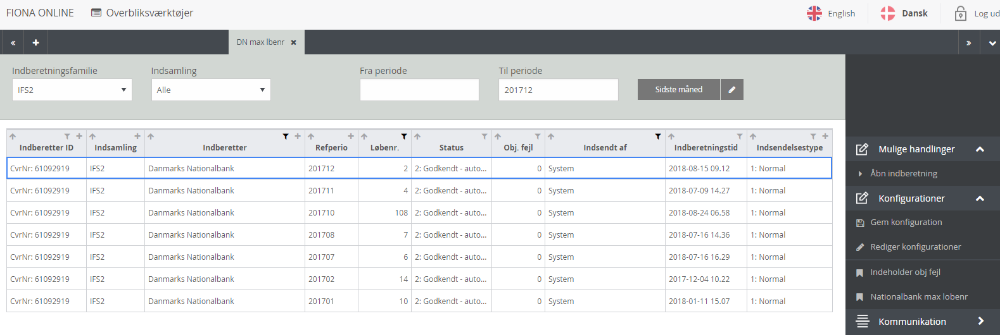 FIONA ONLINE Overbliksværktøjer English Dansk Log ud
« + DN max lbenr × »
Indberetningsfamilie Indsamling Fra periode Til periode
IFS2 Alle 201712 Sidste måned
Indberetter ID Indsamling Indberetter Refperio Løbenr. Status Obj. fejl Indsendt af Indberetningstid Indsendelsestype
CvrNr: 61092919 IFS2 Danmarks Nationalbank 201712 2 2: Godkendt - auto... 0 System 2018-08-15 09.12 1: Normal
CvrNr: 61092919 IFS2 Danmarks Nationalbank 201711 4 2: Godkendt - auto... 0 System 2018-07-09 14.27 1: Normal
CvrNr: 61092919 IFS2 Danmarks Nationalbank 201710 108 2: Godkendt - auto... 0 System 2018-08-24 06.58 1: Normal
CvrNr: 61092919 IFS2 Danmarks Nationalbank 201708 7 2: Godkendt - auto... 0 System 2018-07-16 14.36 1: Normal
CvrNr: 61092919 IFS2 Danmarks Nationalbank 201707 6 2: Godkendt - auto... 0 System 2018-07-16 16.29 1: Normal
CvrNr: 61092919 IFS2 Danmarks Nationalbank 201702 14 2: Godkendt - auto... 0 System 2017-12-04 10.22 1: Normal
CvrNr: 61092919 IFS2 Danmarks Nationalbank 201701 10 2: Godkendt - auto... 0 System 2018-01-11 15.07 1: Normal
Mulige handlinger
Åbn indberetning
Konfigurationer
Gem konfiguration
Rediger konfigurationer
Indeholder obj fejl
Nationalbank max lobenr
Kommunikation